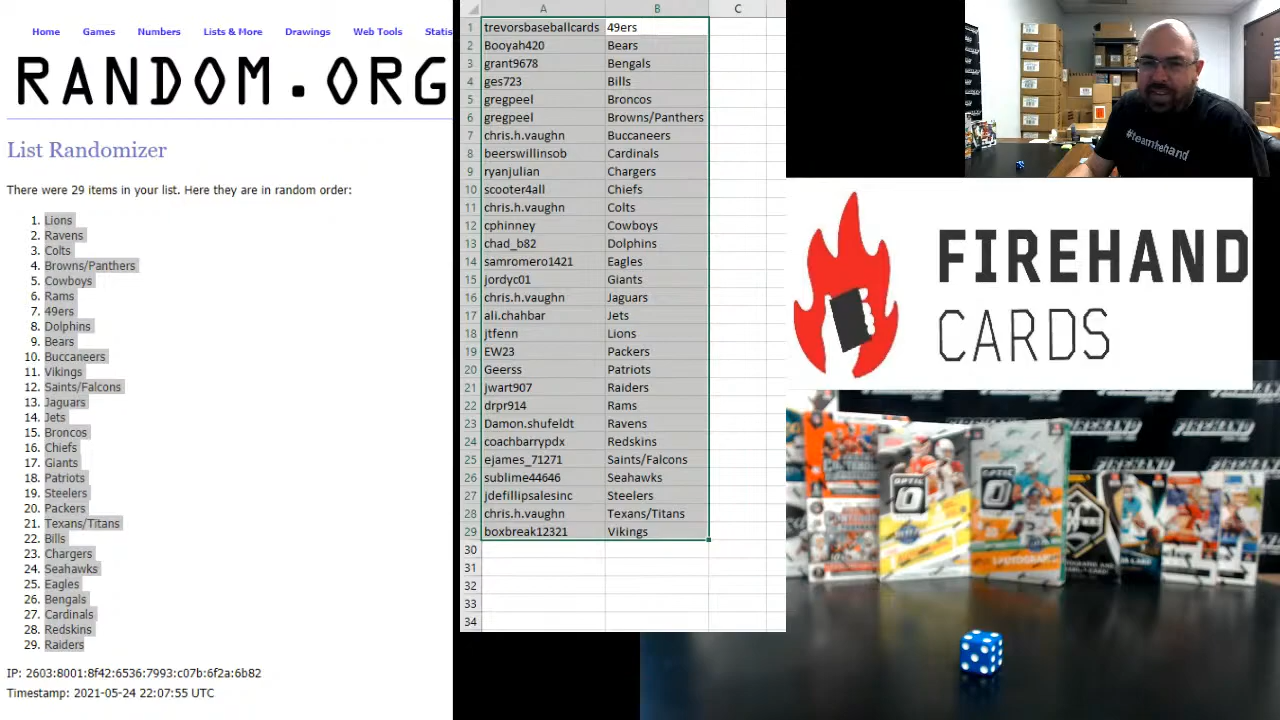 Home Games Numbers Lists & More Drawings Web Tools Statis
RANDOM.ORG
List Randomizer
There were 29 items in your list. Here they are in random order:
1. Lions
2. Ravens
3. Colts
4. Browns/Panthers
5. Cowboys
6. Rams
7. 49ers
8. Dolphins
9. Bears
10. Buccaneers
11. Vikings
12. Saints/Falcons
13. Jaguars
14. Jets
15. Broncos
16. Chiefs
17. Giants
18. Patriots
19. Steelers
20. Packers
21. Texans/Titans
22. Bills
23. Chargers
24. Seahawks
25. Eagles
26. Bengals
27. Cardinals
28. Redskins
29. Raiders
IP: 2603:8001:8f42:6536:7993:c07b:6f2a:6b82
Timestamp: 2021-05-24 22:07:55 UTC
A B C
1 trevorsbaseballcards 49ers
2 Booyah420 Bears
3 grant9678 Bengals
4 ges723 Bills
5 gregpeel Broncos
6 gregpeel Browns/Panthers
7 chris.h.vaughn Buccaneers
8 beerswillinsob Cardinals
9 ryanjulian Chargers
10 scooter4all Chiefs
11 chris.h.vaughn Colts
12 cphinney Cowboys
13 chad_b82 Dolphins
14 samromero1421 Eagles
15 jordyc01 Giants
16 chris.h.vaughn Jaguars
17 ali.chahbar Jets
18 jtfenn Lions
19 EW23 Packers
20 Geerss Patriots
21 jwart907 Raiders
22 drpr914 Rams
23 Damon.shufeldt Ravens
24 coachbarrypdx Redskins
25 ejames_71271 Saints/Falcons
26 sublime44646 Seahawks
27 jdefillipsalesinc Steelers
28 chris.h.vaughn Texans/Titans
29 boxbreak12321 Vikings
30
31
32
33
34
#teamfirehand
FIREHAND
CARDS
FIREHAND
FIREHAND
FIREHAND
OPTIC
OPTIC